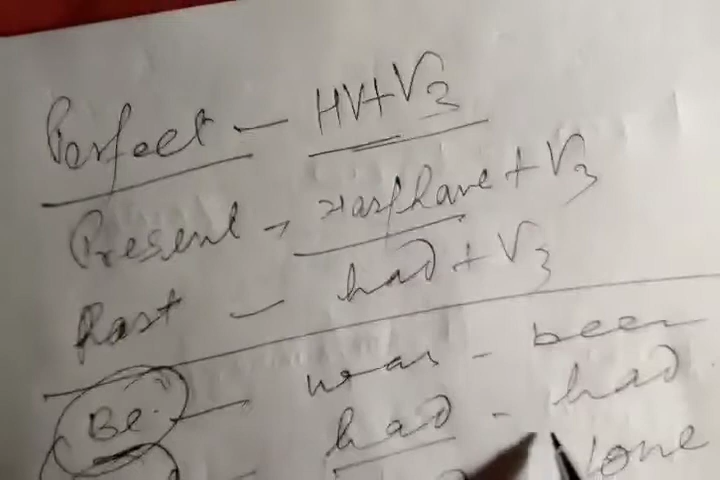 Perfect - HV+V3
Present - Has/have + V3
Past - had + V3
Be. - was - been
had - had
done